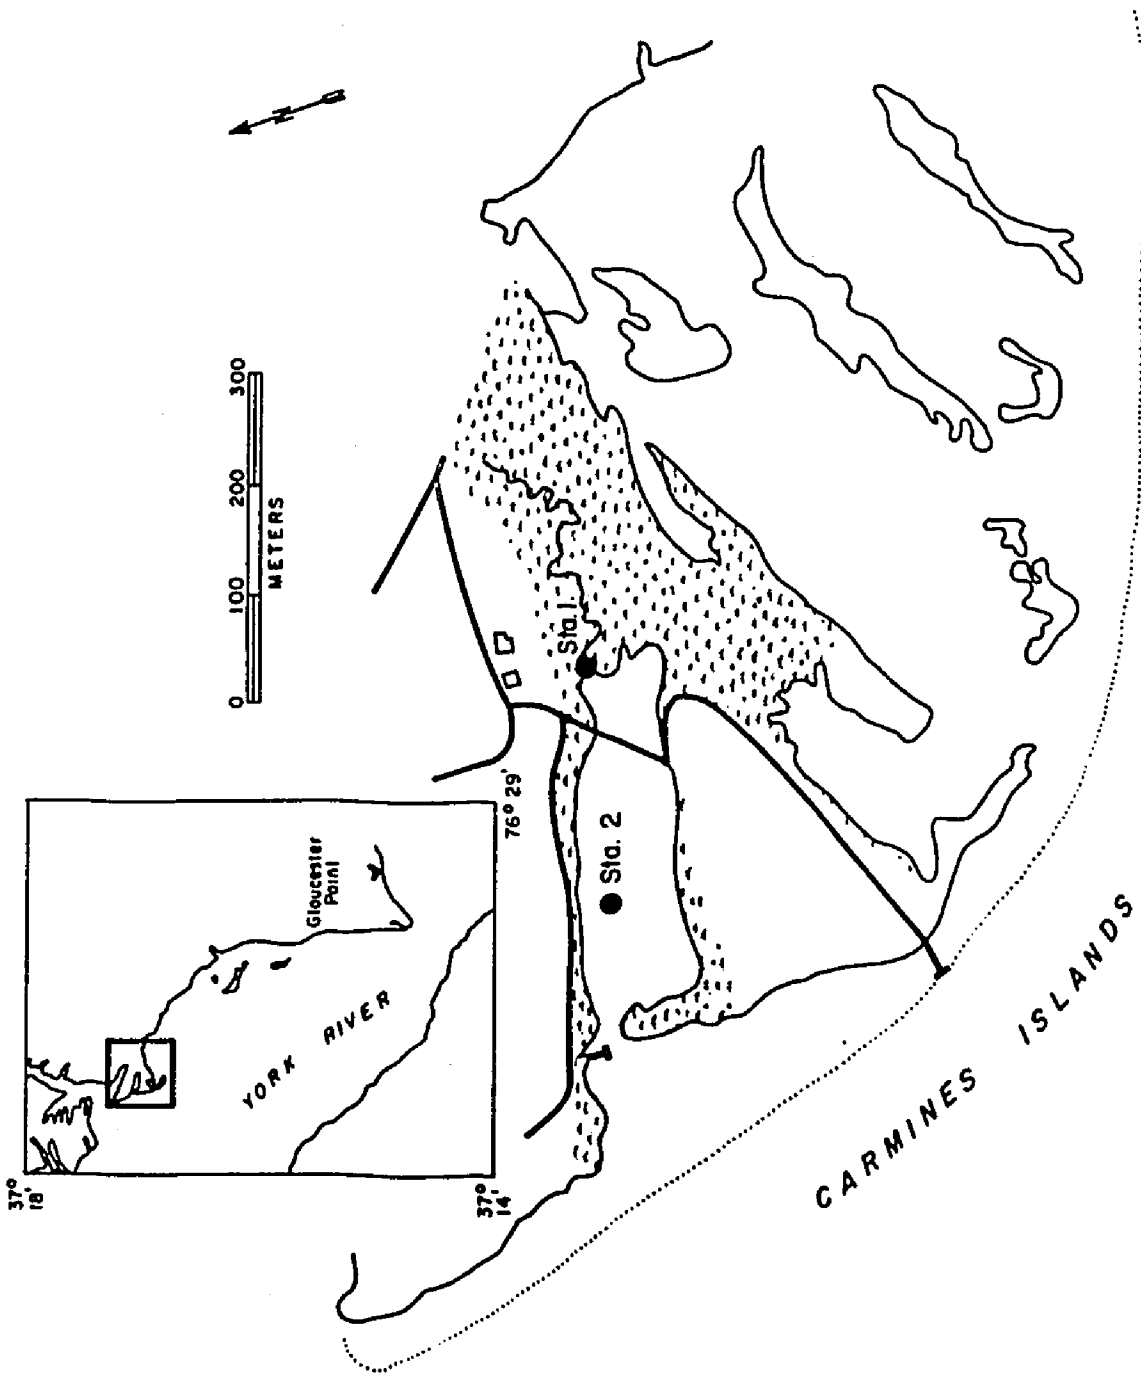 37°
18'
37°
14'
76° 29'
Gloucester
Point
YORK RIVER
0 100 200 300
METERS
N
Sta. 1.
Sta. 2
CARMINES ISLANDS